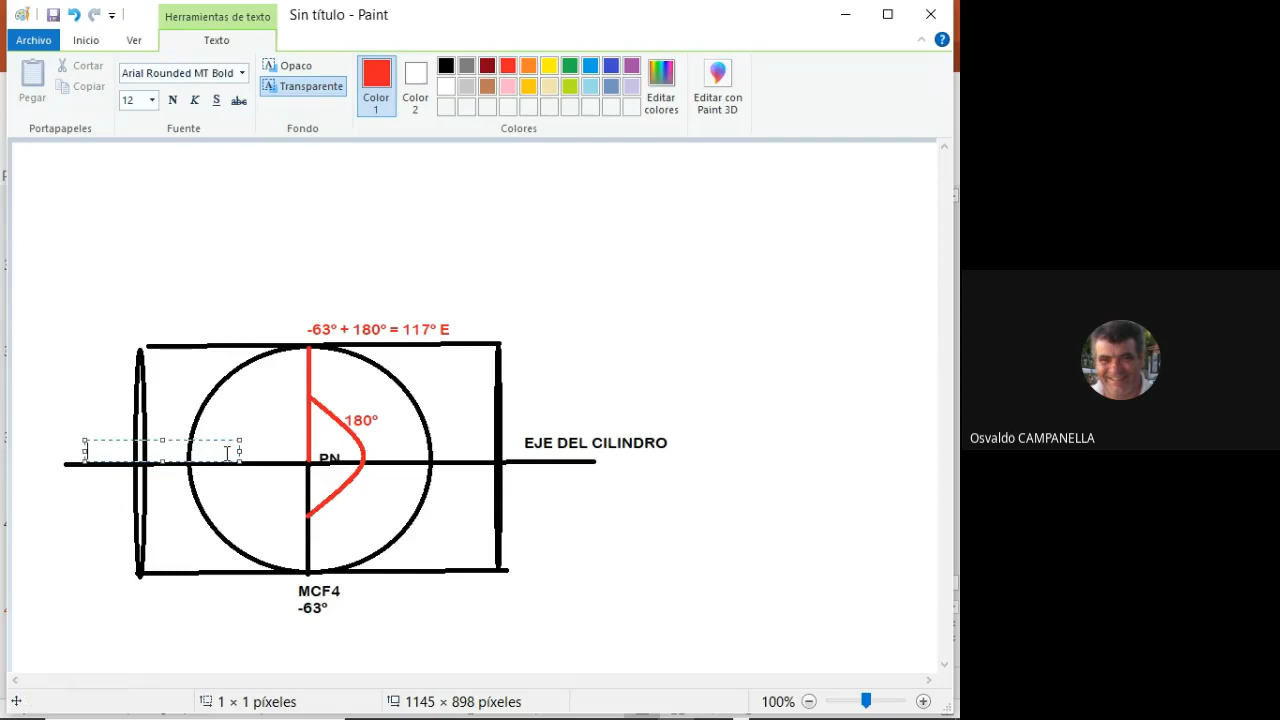 Herramientas de texto
Sin título - Paint
Archivo
Inicio
Ver
Texto
Pegar
Cortar
Copiar
Portapapeles
Arial Rounded MT Bold
12
N K S abc
Fuente
Opaco
Transparente
Fondo
Color 1
Color 2
Editar colores
Colores
Editar con Paint 3D
-63º + 180º = 117º E
180º
PN
EJE DEL CILINDRO
MCF4
-63º
Osvaldo CAMPANELLA
1 × 1 píxeles
1145 × 898 píxeles
100%